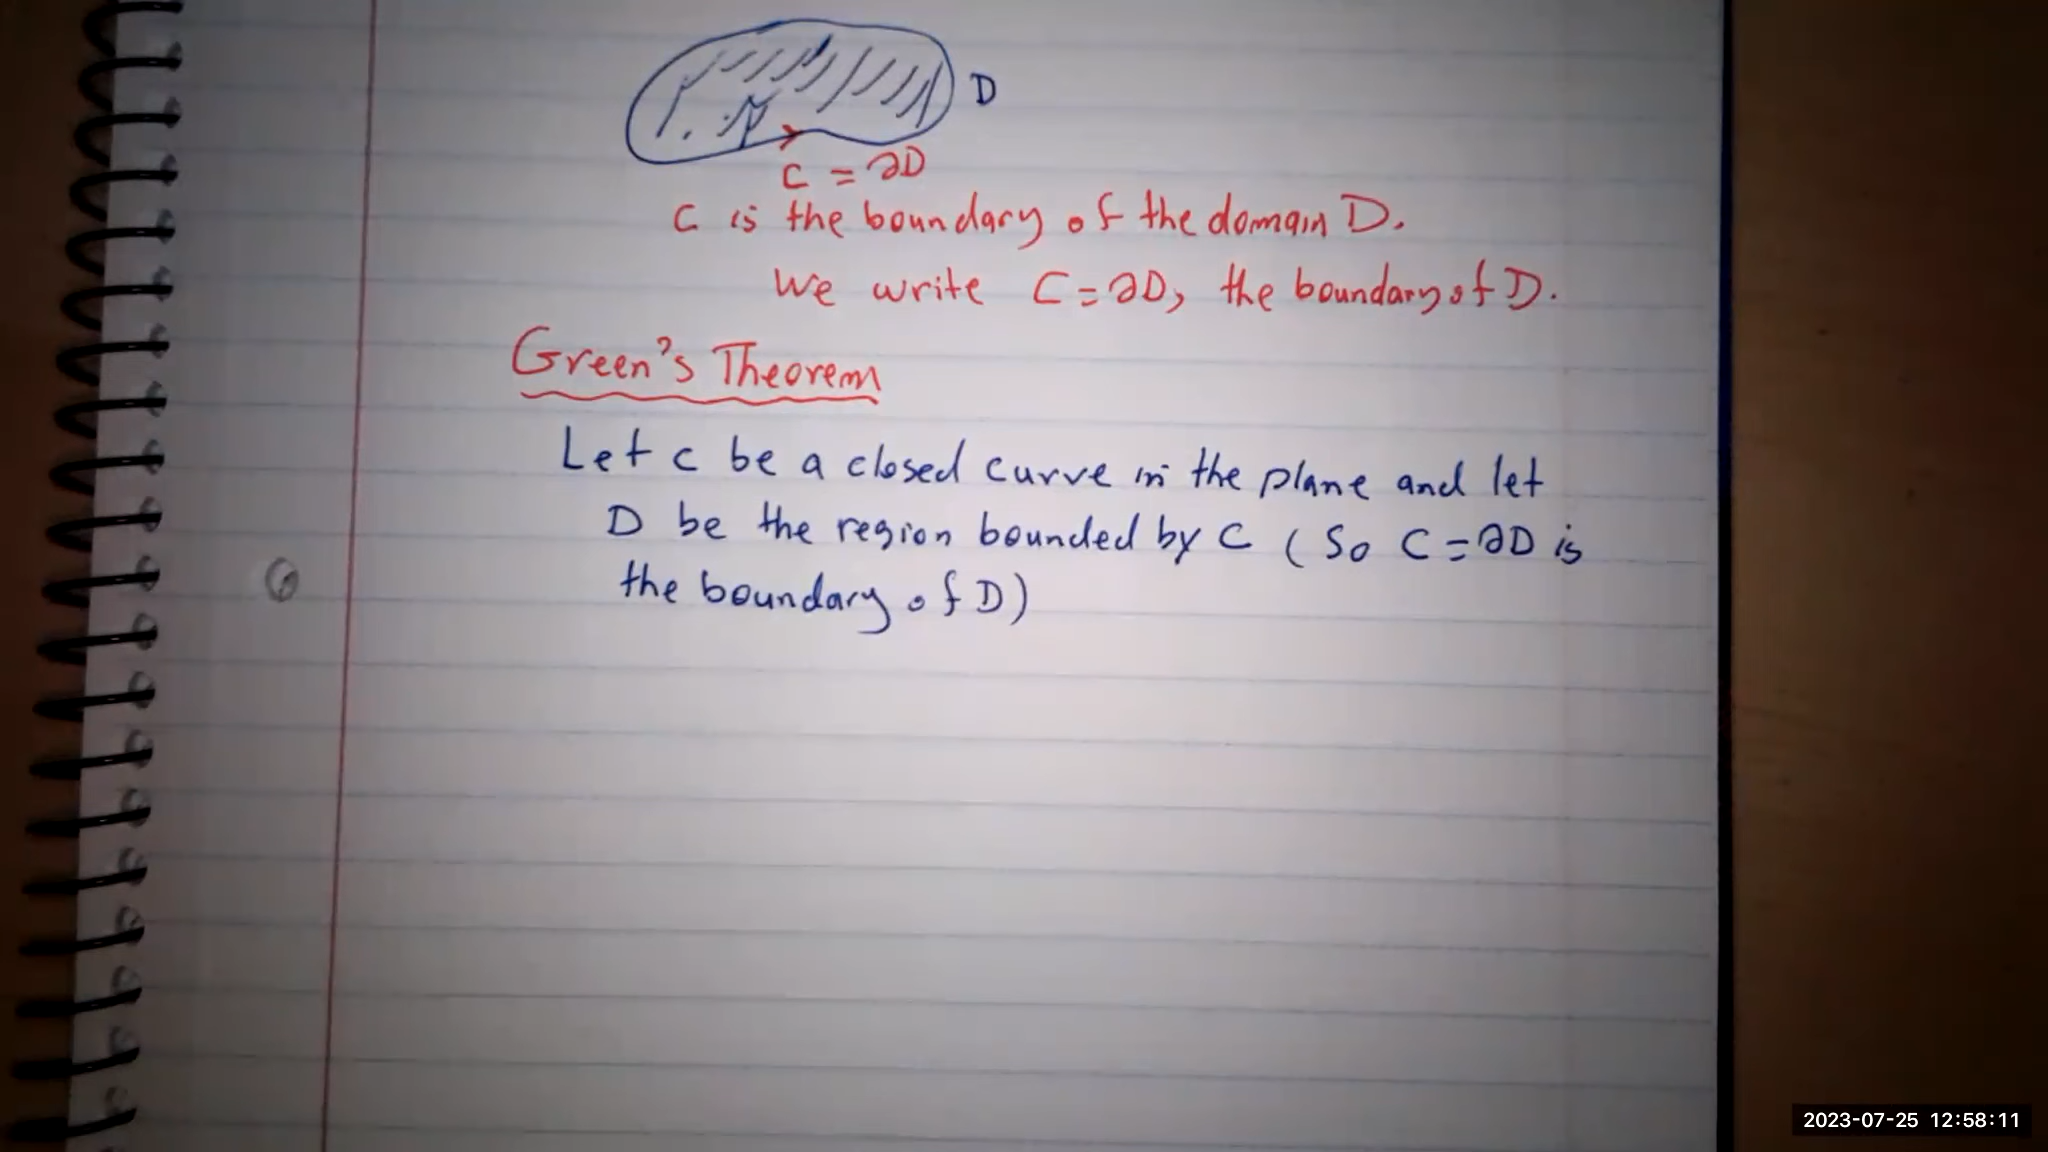 D
C = ∂D
C is the boundary of the domain D.
We write C = ∂D, the boundary of D.
Green's Theorem
Let C be a closed curve in the plane and let
D be the region bounded by C (So C = ∂D is
the boundary of D)
2023-07-25 12:58:11